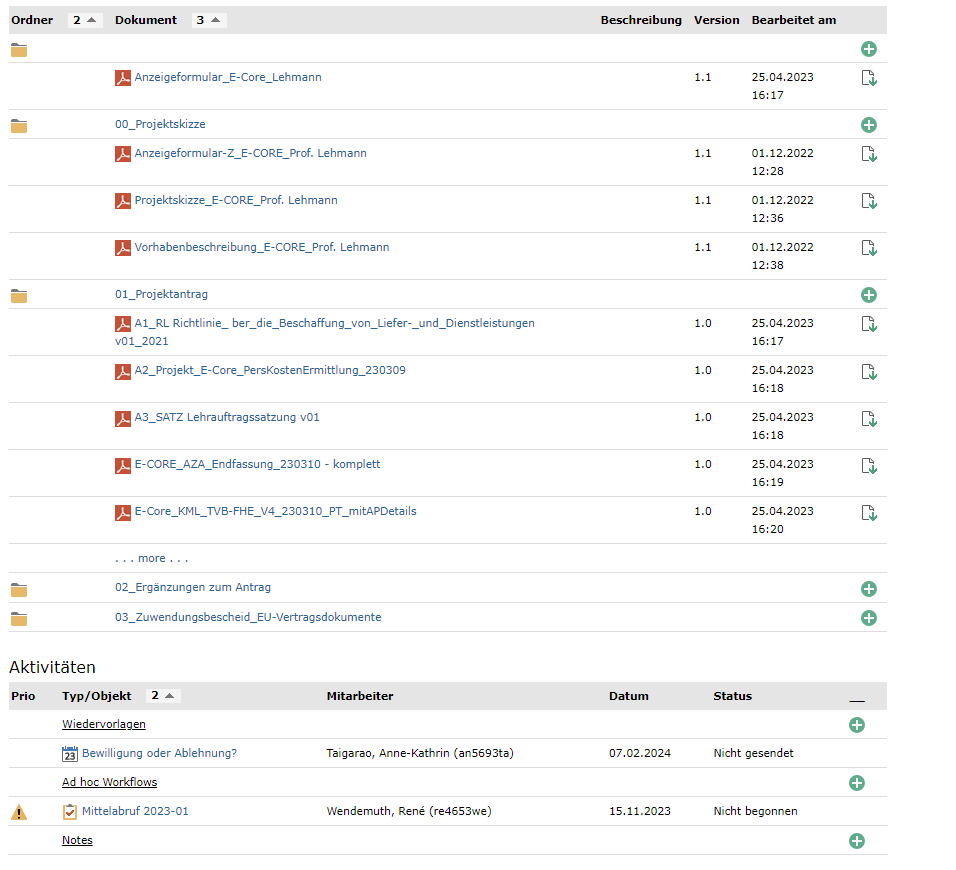 Ordner 2 Dokument 3 Beschreibung Version Bearbeitet am
Anzeigeformular_E-Core_Lehmann 1.1 25.04.2023
16:17
00_Projektskizze
Anzeigeformular-Z_E-CORE_Prof. Lehmann 1.1 01.12.2022
12:28
Projektskizze_E-CORE_Prof. Lehmann 1.1 01.12.2022
12:36
Vorhabenbeschreibung_E-CORE_Prof. Lehmann 1.1 01.12.2022
12:38
01_Projektantrag
A1_RL Richtlinie_ ber_die_Beschaffung_von_Liefer-_und_Dienstleistungen 1.0 25.04.2023
v01_2021 16:17
A2_Projekt_E-Core_PersKostenErmittlung_230309 1.0 25.04.2023
16:18
A3_SATZ Lehrauftragssatzung v01 1.0 25.04.2023
16:18
E-CORE_AZA_Endfassung_230310 - komplett 1.0 25.04.2023
16:19
E-Core_KML_TVB-FHE_V4_230310_PT_mitAPDetails 1.0 25.04.2023
16:20
. . . more . . .
02_Ergänzungen zum Antrag
03_Zuwendungsbescheid_EU-Vertragsdokumente
Aktivitäten
Prio Typ/Objekt 2 Mitarbeiter Datum Status __
Wiedervorlagen
23 Bewilligung oder Ablehnung? Taigarao, Anne-Kathrin (an5693ta) 07.02.2024 Nicht gesendet
Ad hoc Workflows
Mittelabruf 2023-01 Wendemuth, René (re4653we) 15.11.2023 Nicht begonnen
Notes